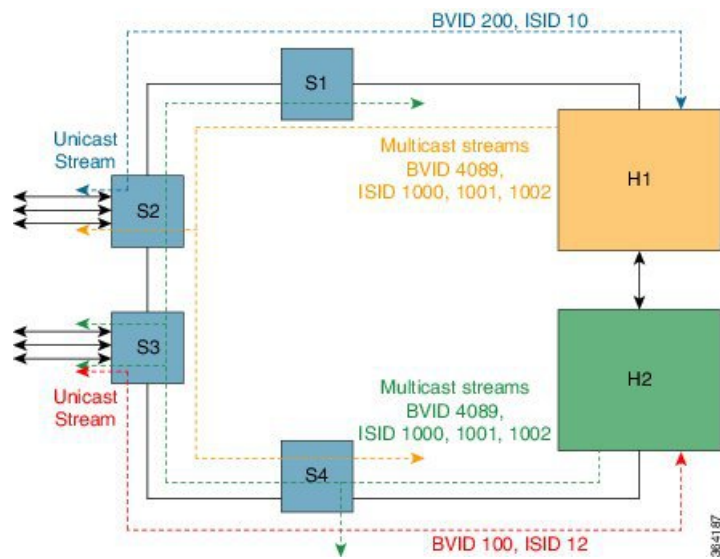 BVID 200, ISID 10
S1
Unicast
Stream
Multicast streams
BVID 4089,
ISID 1000, 1001, 1002
H1
S2
S3
Unicast
Stream
Multicast streams
BVID 4089,
ISID 1000, 1001, 1002
H2
S4
BVID 100, ISID 12
364187